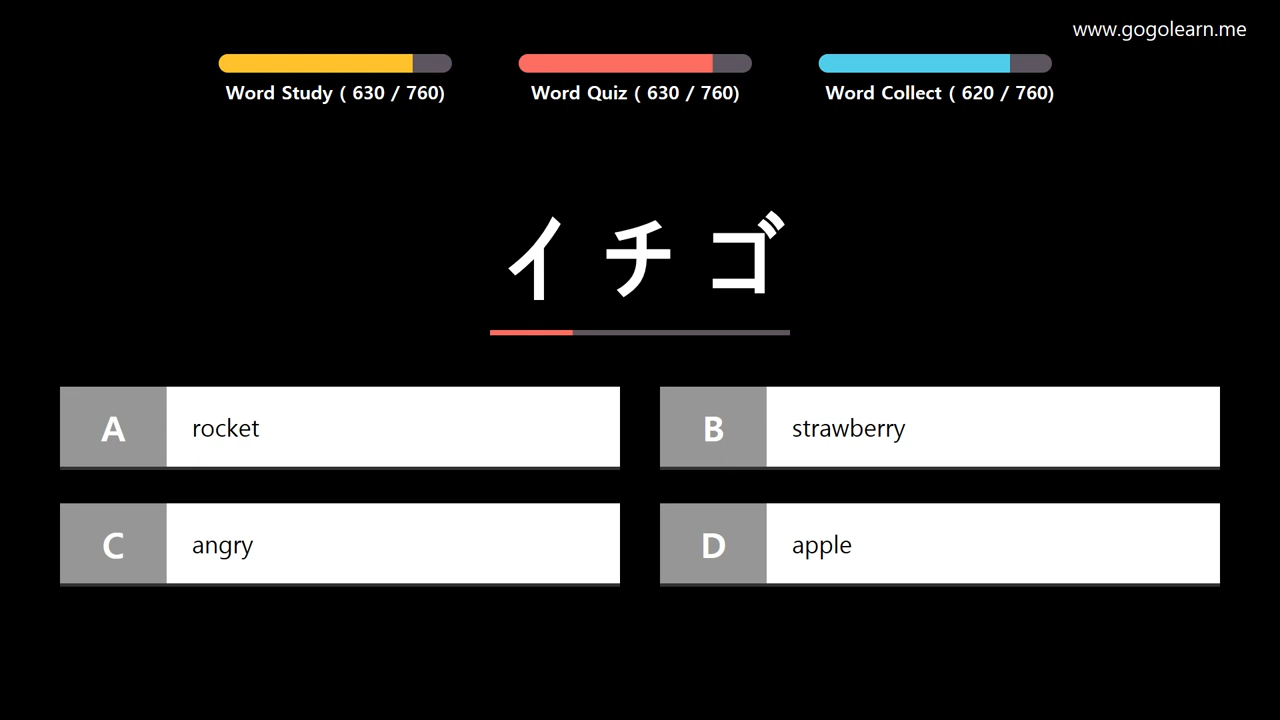 www.gogolearn.me
Word Study ( 630 / 760)
Word Quiz ( 630 / 760)
Word Collect ( 620 / 760)
イチゴ
A rocket
B strawberry
C angry
D apple